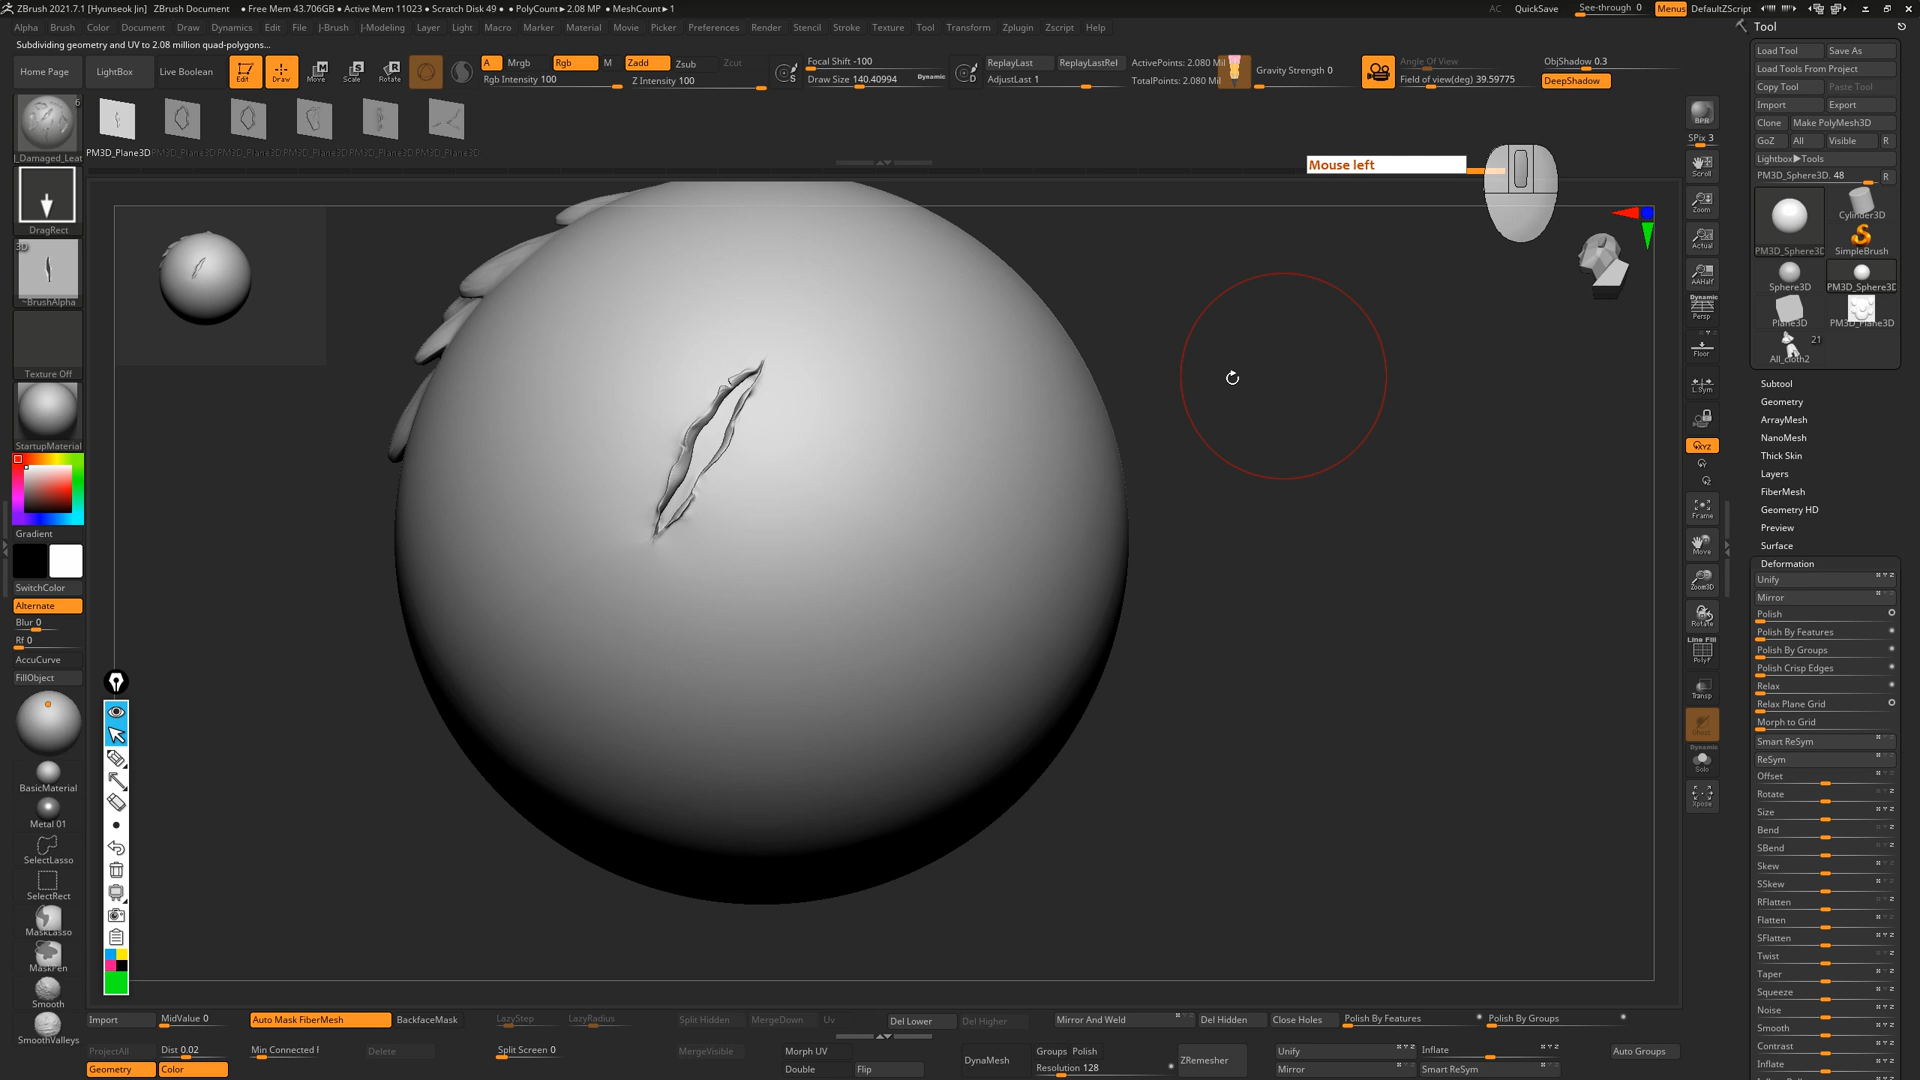 ZBrush 2021.7.1 [Hyunseok Jin] ZBrush Document ● Free Mem 43.706GB ● Active Mem 11023 ● Scratch Disk 49 ● ● PolyCount► 2.08 MP ● MeshCount► 1 AC QuickSave See-through 0 Menus DefaultZScript
Alpha Brush Color Document Draw Dynamics Edit File J-Brush J-Modeling Layer Light Macro Marker Material Movie Picker Preferences Render Stencil Stroke Texture Tool Transform Zplugin Zscript Help
Subdividing geometry and UV to 2.08 million quad-polygons...
Home Page LightBox Live Boolean Edit Draw Move Scale Rotate
A Mrgb Rgb M Zadd Zsub Zcut
Rgb Intensity 100 Z Intensity 100
Focal Shift -100
Draw Size 140.40994 Dynamic
ReplayLast ReplayLastRel
AdjustLast 1
ActivePoints: 2.080 Mil
TotalPoints: 2.080 Mil
Gravity Strength 0
Angle Of View
Field of view(deg) 39.59775
ObjShadow 0.3
DeepShadow
6
J_Damaged_Leat
DragRect
3D
~BrushAlpha
Texture Off
StartupMaterial
Gradient
SwitchColor
Alternate
Blur 0
Rf 0
AccuCurve
FillObject
BasicMaterial
Metal 01
SelectLasso
SelectRect
MaskLasso
MaskPen
Smooth
SmoothValleys
PM3D_Plane3D PM3D_Plane3D PM3D_Plane3D PM3D_Plane3D PM3D_Plane3D PM3D_Plane3D
Mouse left
BPR
SPix 3
Scroll
Zoom
Actual
AAHalf
Dynamic
Persp
Floor
L.Sym
XYZ
Frame
Move
Zoom3D
Rotate
Line Fill
PolyF
Transp
Ghost
Dynamic
Solo
Xpose
Tool
Load Tool Save As
Load Tools From Project
Copy Tool Paste Tool
Import Export
Clone Make PolyMesh3D
GoZ All Visible R
Lightbox►Tools
PM3D_Sphere3D. 48 R
PM3D_Sphere3D Cylinder3D
SimpleBrush
Sphere3D PM3D_Sphere3D
Plane3D PM3D_Plane3D
21
All_cloth2
Subtool
Geometry
ArrayMesh
NanoMesh
Thick Skin
Layers
FiberMesh
Geometry HD
Preview
Surface
Deformation
Unify
Mirror
Polish
Polish By Features
Polish By Groups
Polish Crisp Edges
Relax
Relax Plane Grid
Morph to Grid
Smart ReSym
ReSym
Offset
Rotate
Size
Bend
SBend
Skew
SSkew
RFlatten
Flatten
SFlatten
Twist
Taper
Squeeze
Noise
Smooth
Contrast
Inflate
Import MidValue 0 Auto Mask FiberMesh BackfaceMask LazyStep LazyRadius Split Hidden MergeDown Uv Del Lower Del Higher Mirror And Weld Del Hidden Close Holes Polish By Features Polish By Groups
ProjectAll Dist 0.02 Min Connected Delete Split Screen 0 MergeVisible Morph UV DynaMesh Groups Polish ZRemesher Unify Inflate Auto Groups
Geometry Color Double Flip Resolution 128 Mirror Smart ReSym